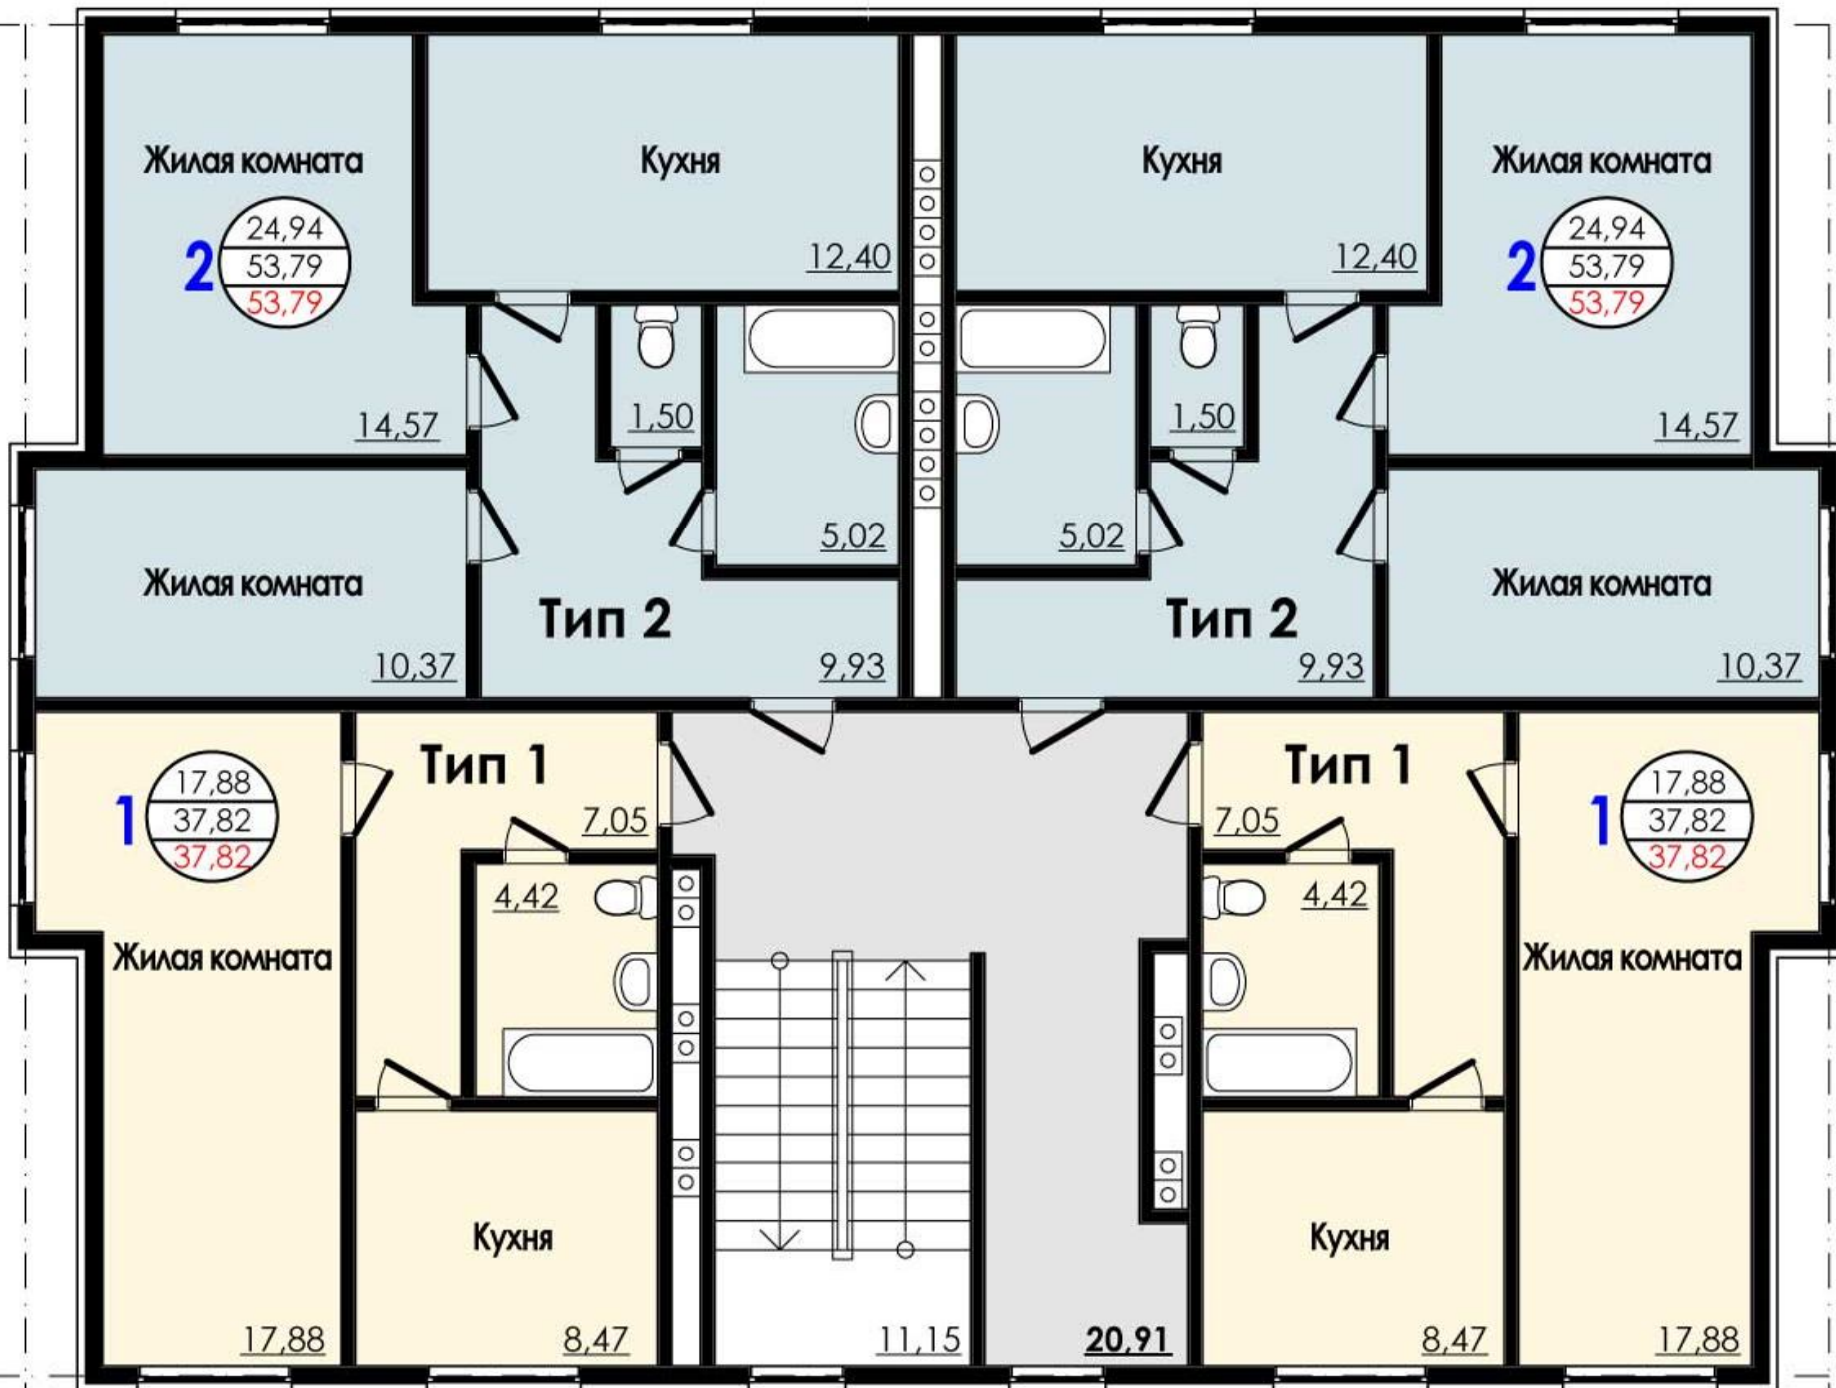 Жилая комната
Кухня
Кухня
Жилая комната
2
24,94
53,79
53,79
12,40
12,40
2
24,94
53,79
53,79
14,57
1,50
1,50
14,57
5,02
5,02
Жилая комната
Жилая комната
Тип 2
Тип 2
10,37
9,93
9,93
10,37
Тип 1
Тип 1
1
17,88
37,82
37,82
7,05
7,05
1
17,88
37,82
37,82
4,42
4,42
Жилая комната
Жилая комната
Кухня
Кухня
17,88
8,47
11,15
20,91
8,47
17,88